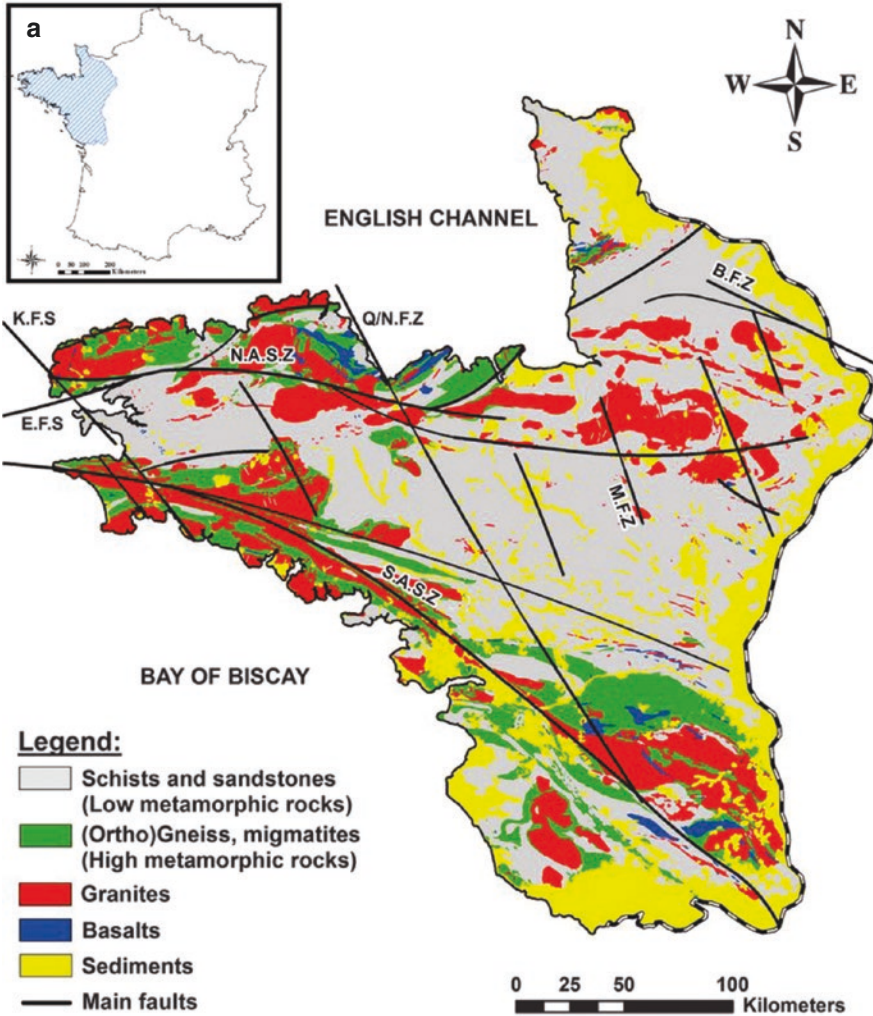 a
0 50 100 200
Kilometers
N
W E
S
ENGLISH CHANNEL
B.F.Z
K.F.S
Q/N.F.Z
N.A.S.Z
E.F.S
M.F.Z
S.A.S.Z
BAY OF BISCAY
Legend:
Schists and sandstones
(Low metamorphic rocks)
(Ortho)Gneiss, migmatites
(High metamorphic rocks)
Granites
Basalts
Sediments
Main faults
0 25 50 100
Kilometers